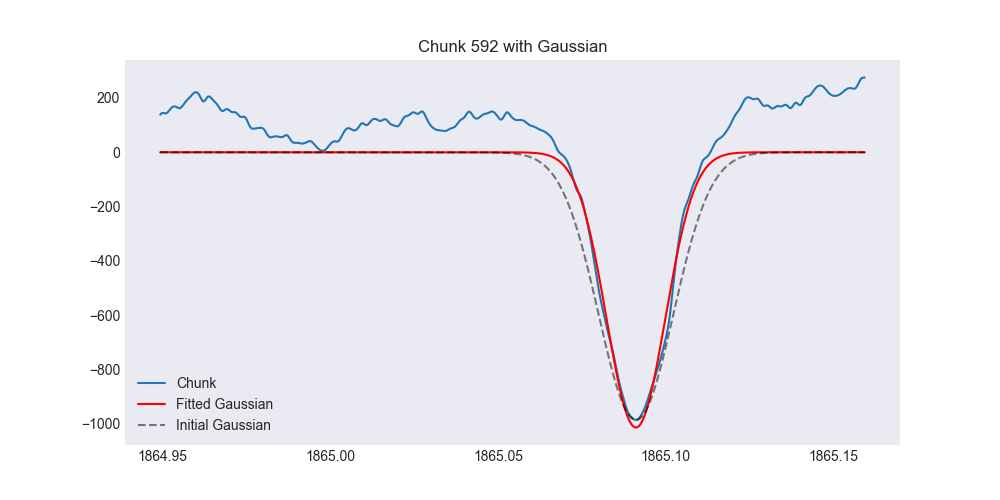 Chunk 592 with Gaussian
200
0
−200
−400
−600
−800
−1000
Chunk
Fitted Gaussian
Initial Gaussian
1864.95 1865.00 1865.05 1865.10 1865.15